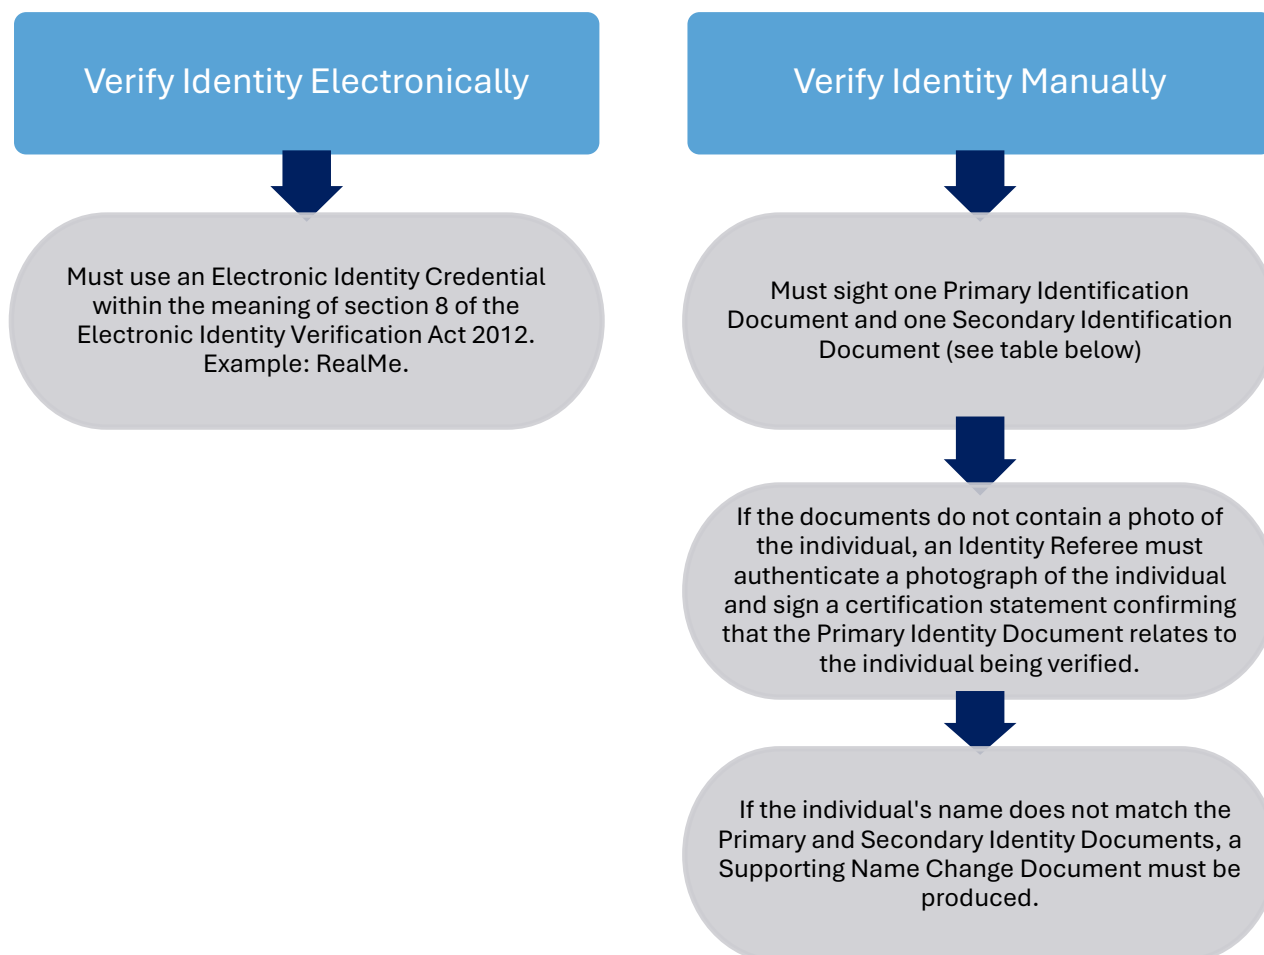 Verify Identity Electronically
Must use an Electronic Identity Credential
within the meaning of section 8 of the
Electronic Identity Verification Act 2012.
Example: RealMe.
Verify Identity Manually
Must sight one Primary Identification
Document and one Secondary Identification
Document (see table below)
If the documents do not contain a photo of
the individual, an Identity Referee must
authenticate a photograph of the individual
and sign a certification statement confirming
that the Primary Identity Document relates to
the individual being verified.
If the individual's name does not match the
Primary and Secondary Identity Documents, a
Supporting Name Change Document must be
produced.